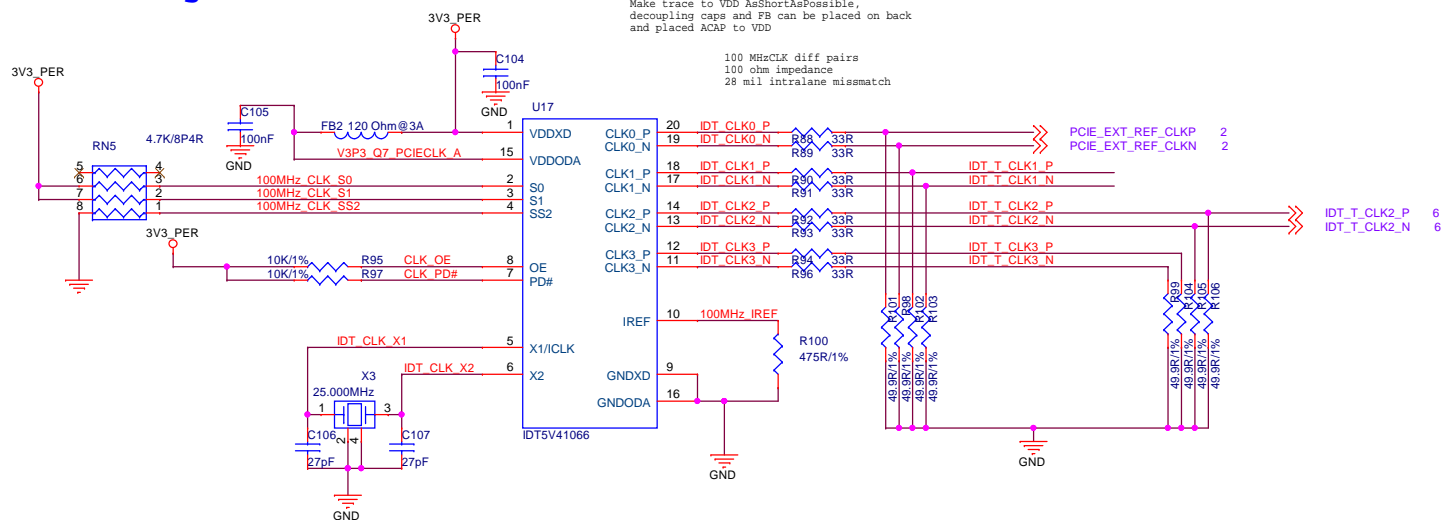 Make trace to VDD AsShortAsPossible,
decoupling caps and FB can be placed on back
and placed ACAP to VDD
100 MHzCLK diff pairs
100 ohm impedance
28 mil intralane missmatch
3V3_PER
3V3_PER
C104
100nF
GND
C105
100nF
GND
FB2 120 Ohm@3A
V3P3_Q7_PCIECLK_A
RN5
4.7K/8P4R
5 4
6 3
7 2
8 1
100MHz_CLK_S0
100MHz_CLK_S1
100MHz_CLK_SS2
3V3_PER
10K/1% R95 CLK_OE
10K/1% R97 CLK_PD#
IDT_CLK_X1
IDT_CLK_X2
X3
25.000MHz
1 3
2 4
C106
27pF
C107
27pF
GND
U17
1 VDDXD
15 VDDODA
2 S0
3 S1
4 SS2
8 OE
7 PD#
5 X1/ICLK
6 X2
CLK0_P 20 IDT_CLK0_P R88 33R
CLK0_N 19 IDT_CLK0_N R89 33R
CLK1_P 18 IDT_CLK1_P R90 33R IDT_T_CLK1_P
CLK1_N 17 IDT_CLK1_N R91 33R IDT_T_CLK1_N
CLK2_P 14 IDT_CLK2_P R92 33R IDT_T_CLK2_P
CLK2_N 13 IDT_CLK2_N R93 33R IDT_T_CLK2_N
CLK3_P 12 IDT_CLK3_P R94 33R IDT_T_CLK3_P
CLK3_N 11 IDT_CLK3_N R96 33R IDT_T_CLK3_N
IREF 10 100MHz_IREF
R100
475R/1%
GNDXD 9
GNDODA 16
IDT5V41066
GND
PCIE_EXT_REF_CLKP 2
PCIE_EXT_REF_CLKN 2
IDT_T_CLK2_P 6
IDT_T_CLK2_N 6
R101
R98
R102
R103
49.9R/1%
49.9R/1%
49.9R/1%
49.9R/1%
R99
R104
R105
R106
49.9R/1%
49.9R/1%
49.9R/1%
49.9R/1%
GND